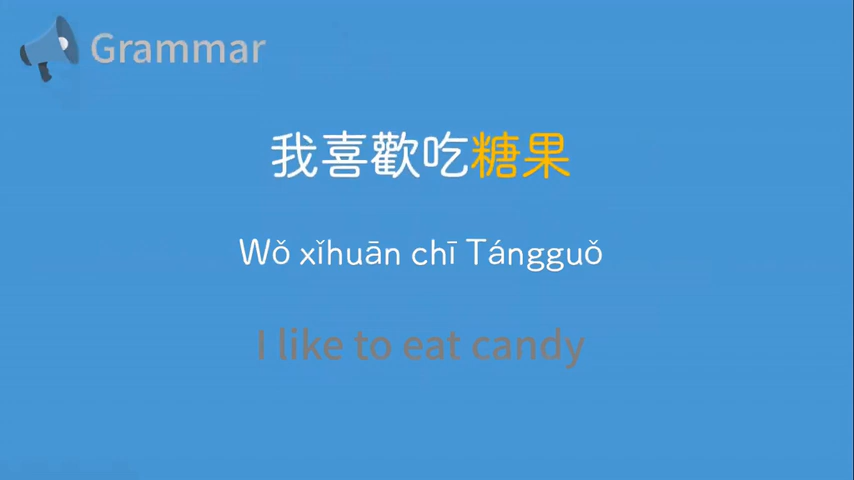 Grammar
我喜歡吃糖果
Wǒ xǐhuān chī Tángguǒ
I like to eat candy